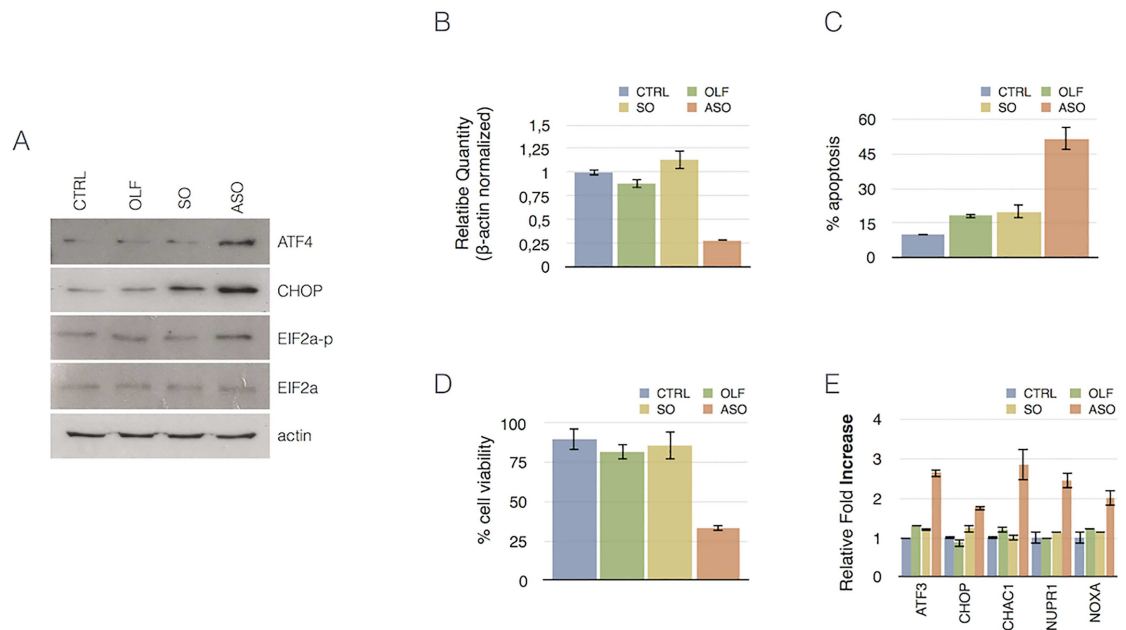 A
CTRL
OLF
SO
ASO
ATF4
CHOP
EIF2a-p
EIF2a
actin
B
CTRL OLF
SO ASO
Relatibe Quantity
(β-actin normalized)
1,5
1,25
1
0,75
0,5
0,25
0
C
CTRL OLF
SO ASO
% apoptosis
60
45
30
15
0
D
CTRL OLF
SO ASO
% cell viability
100
75
50
25
0
E
CTRL OLF
SO ASO
Relative Fold Increase
4
3
2
1
0
ATF3
CHOP
CHAC1
NUPR1
NOXA